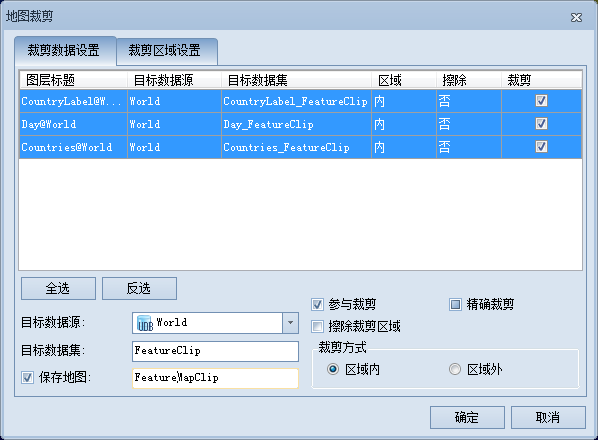 地图裁剪
裁剪数据设置 裁剪区域设置
图层标题 目标数据源 目标数据集 区域 擦除 裁剪
CountryLabel@W... World CountryLabel_FeatureClip 内 否
Day@World World Day_FeatureClip 内 否
Countries@World World Countries_FeatureClip 内 否
全选 反选
参与裁剪 精确裁剪
目标数据源: UDB World
擦除裁剪区域
目标数据集: FeatureClip
裁剪方式
保存地图: FeatureMapClip
区域内 区域外
确定 取消